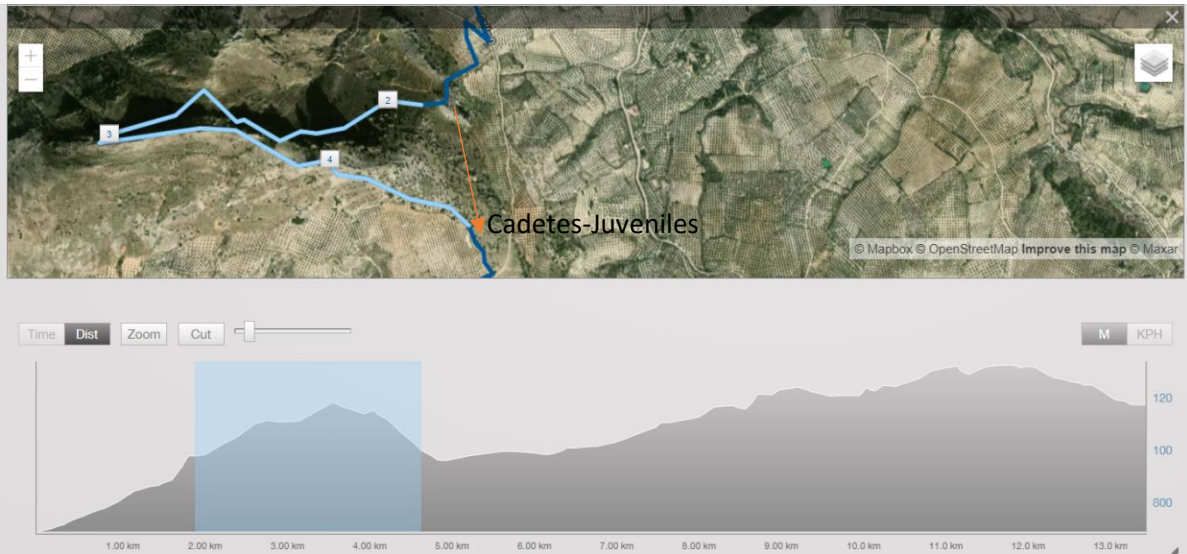 +
−
2
3
4
Cadetes-Juveniles
© Mapbox © OpenStreetMap Improve this map © Maxar
Time Dist Zoom Cut M KPH
120
100
800
1.00 km 2.00 km 3.00 km 4.00 km 5.00 km 6.00 km 7.00 km 8.00 km 9.00 km 10.0 km 11.0 km 12.0 km 13.0 km